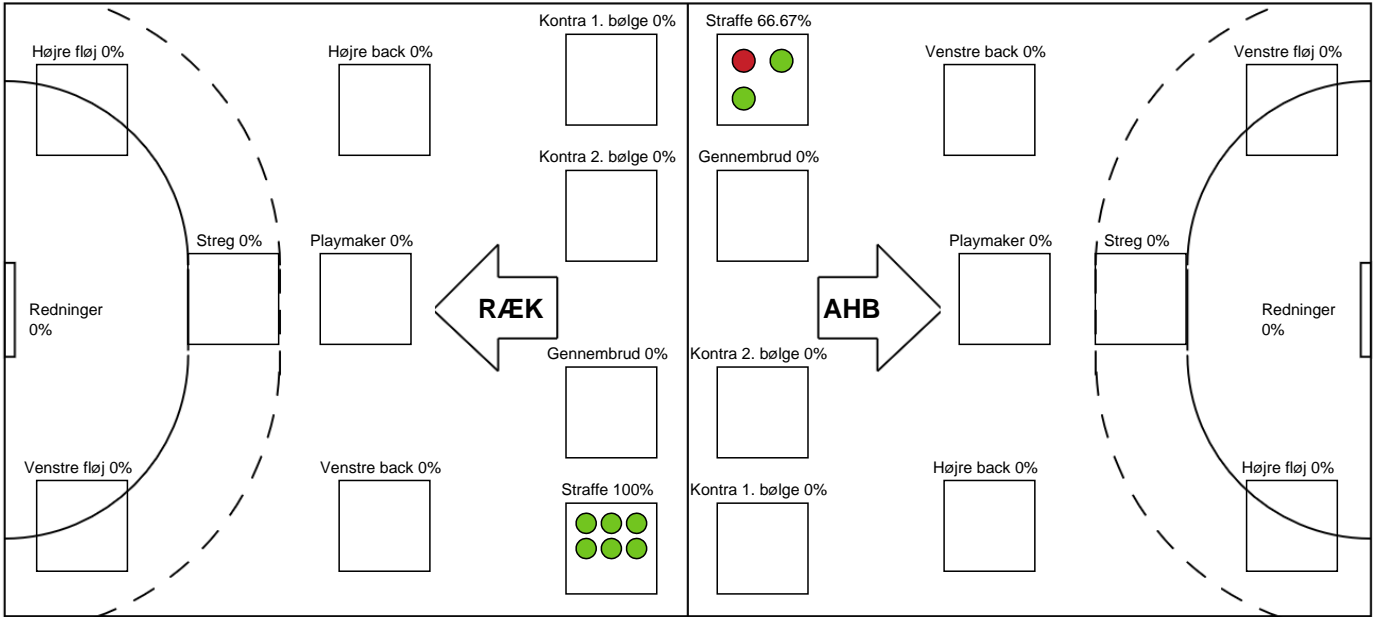 Kontra 1. bølge 0%
Straffe 66.67%
Højre fløj 0%
Højre back 0%
Venstre back 0%
Venstre fløj 0%
Kontra 2. bølge 0%
Gennembrud 0%
Streg 0%
Playmaker 0%
Playmaker 0%
Streg 0%
Redninger
0%
RÆK
AHB
Redninger
0%
Gennembrud 0%
Kontra 2. bølge 0%
Venstre fløj 0%
Venstre back 0%
Højre back 0%
Højre fløj 0%
Straffe 100%
Kontra 1. bølge 0%